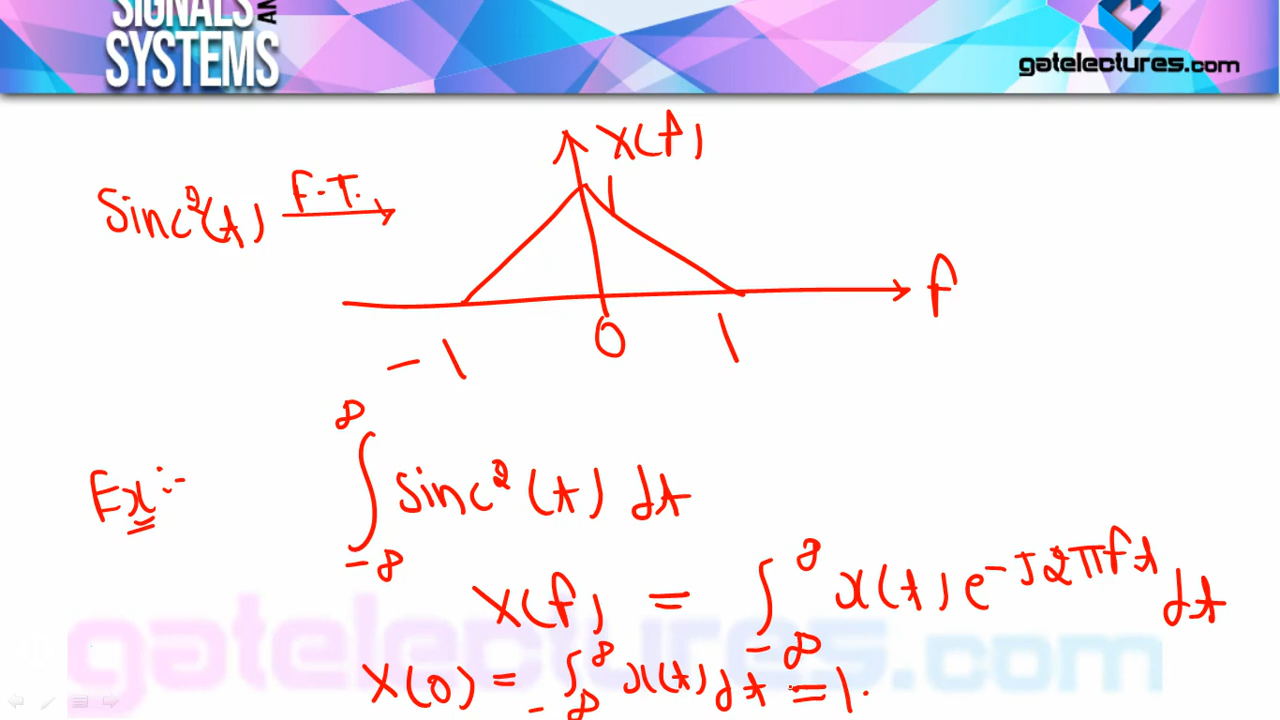 SIGNALS AND
SYSTEMS
gatelectures.com
X(f)
Sinc²(t) F.T. →
1
f
-1 0 1
Ex:- ∫_{-∞}^{∞} sinc²(t) dt
X(f) = ∫_{-∞}^{∞} x(t) e^{-j2πft} dt
X(0) = ∫_{-∞}^{∞} x(t) dt = 1.
gatelectures.com